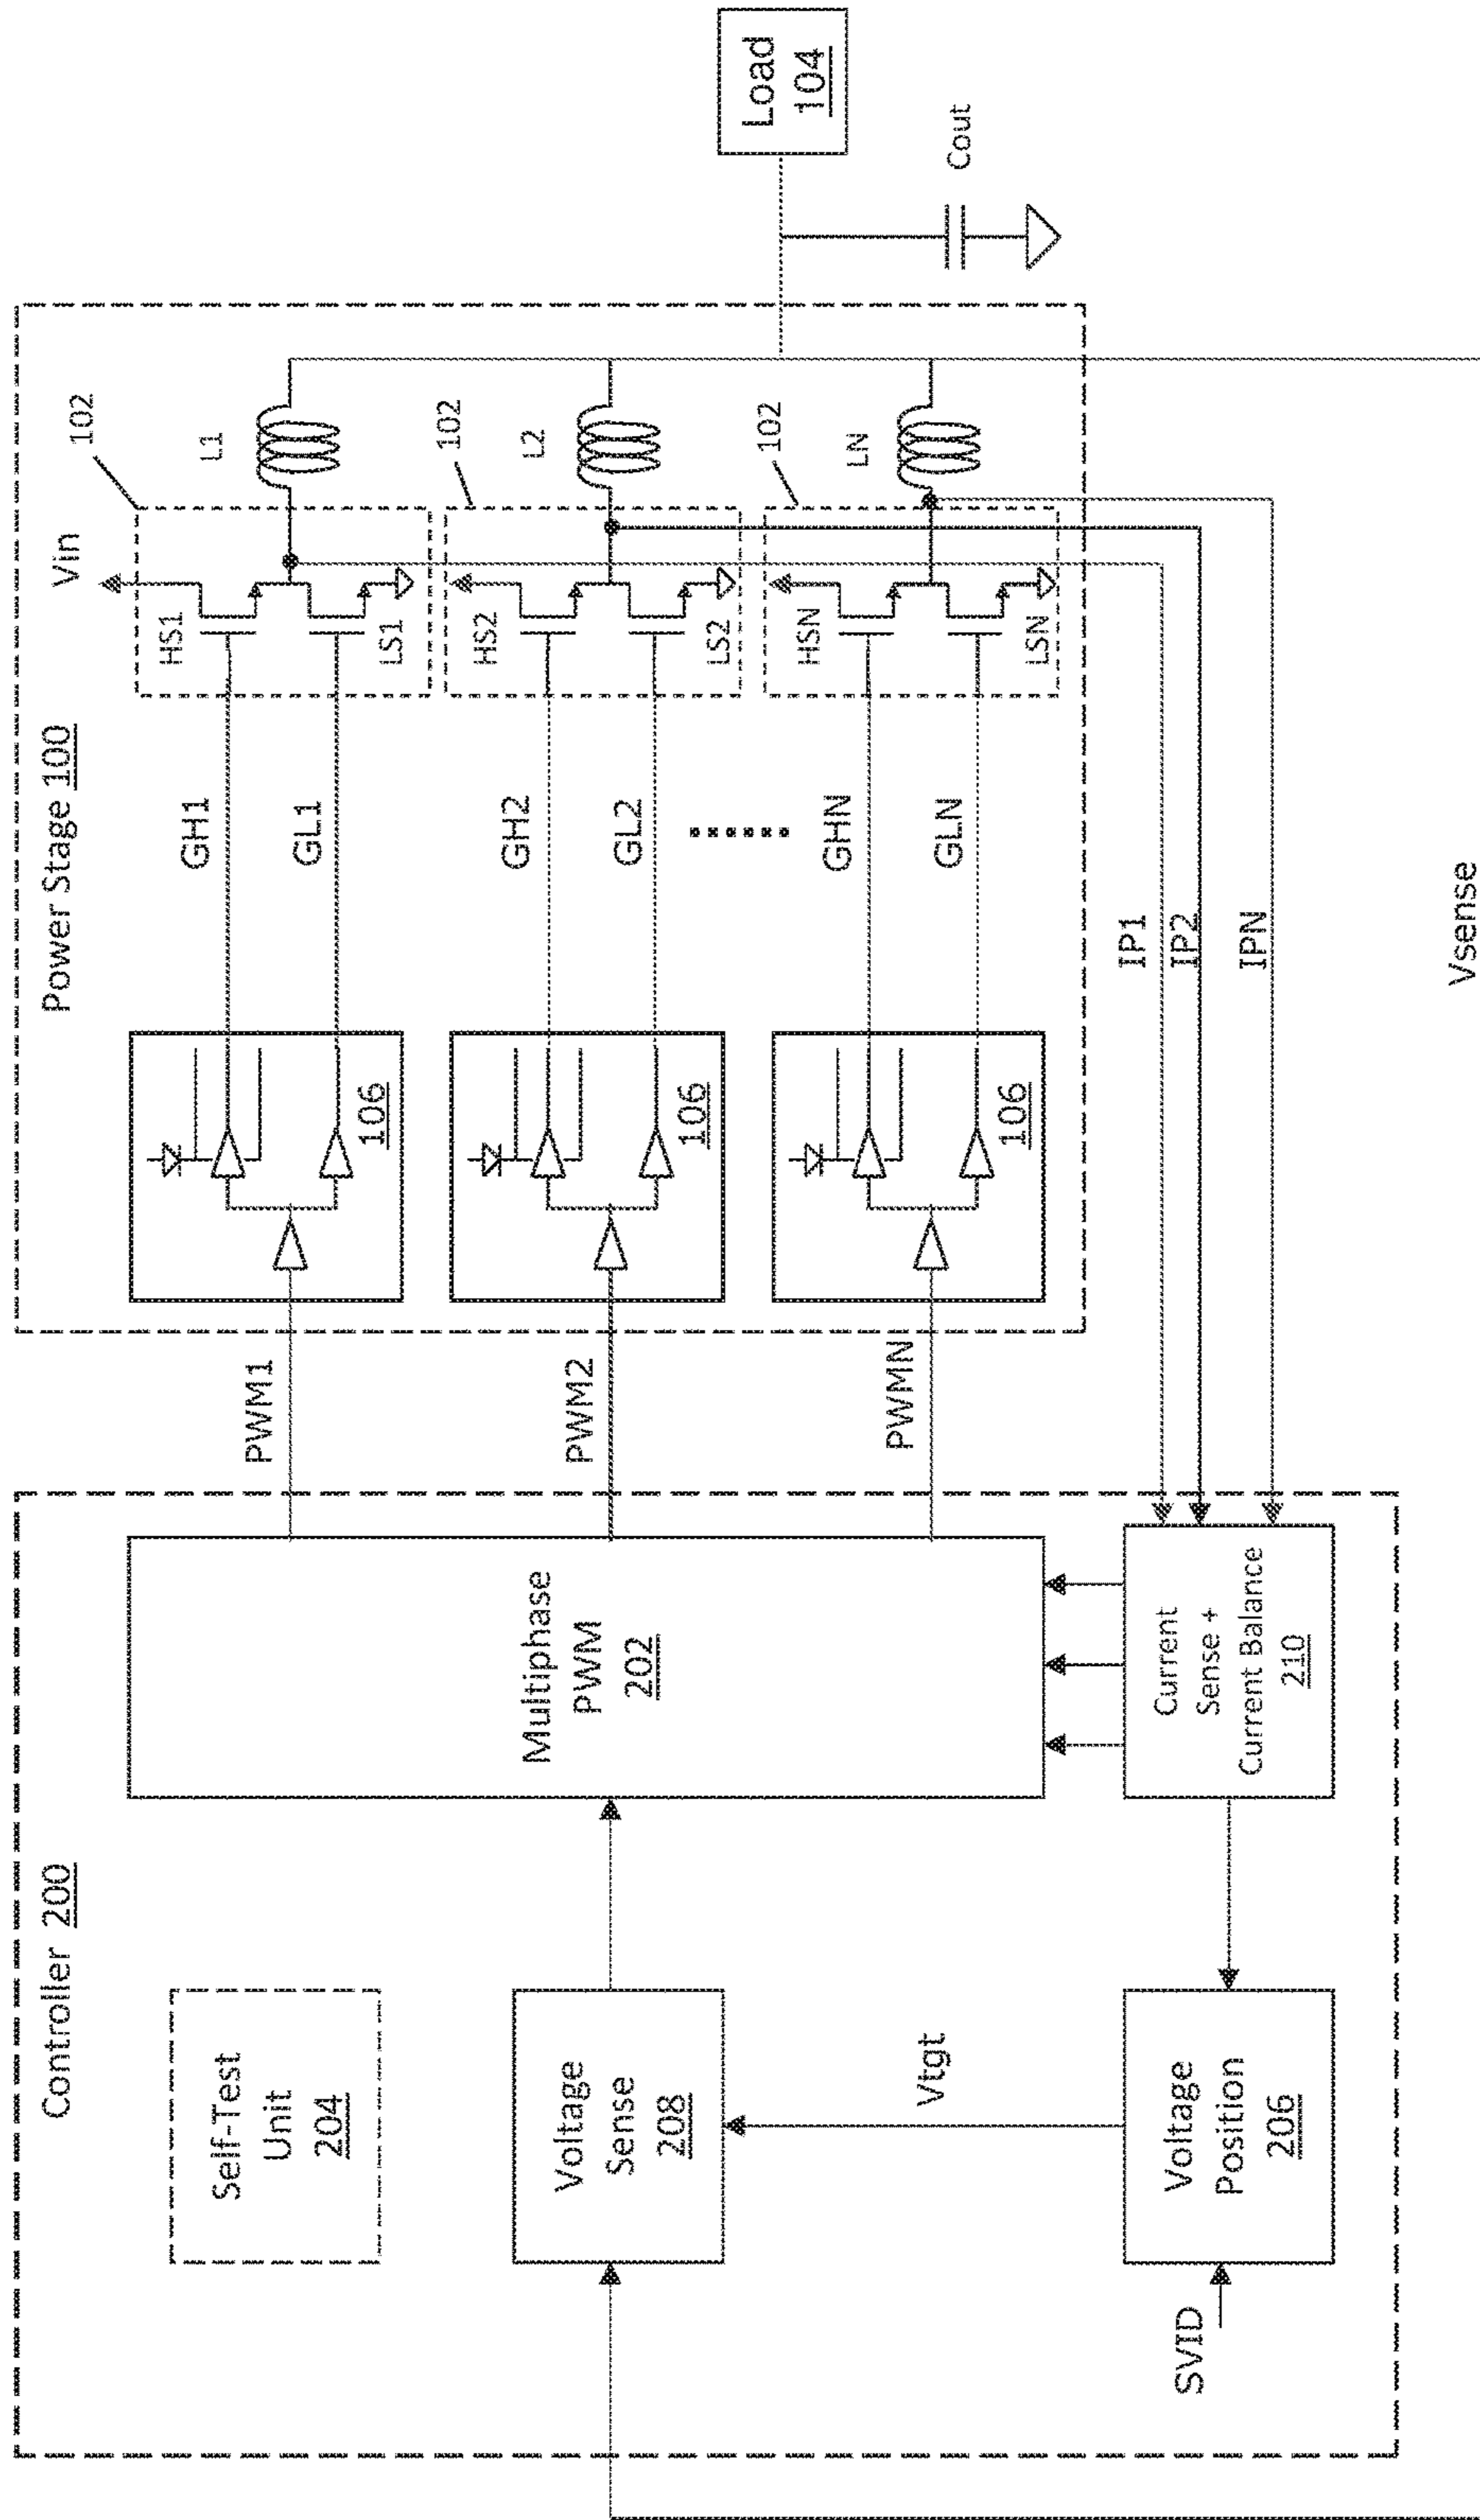 Controller 200
Self-Test
Unit
204
Voltage
Sense
208
Vtgt
Voltage
Position
206
SVID
Multiphase
PWM
202
Current
Sense +
Current Balance
210
PWM1
PWM2
PWMN
Power Stage 100
106
106
106
GH1
GL1
GH2
GL2
GHN
GLN
Vin
102
HS1
LS1
L1
102
HS2
LS2
L2
102
HSN
LSN
LN
IP1
IP2
IPN
Vsense
Load
104
Cout